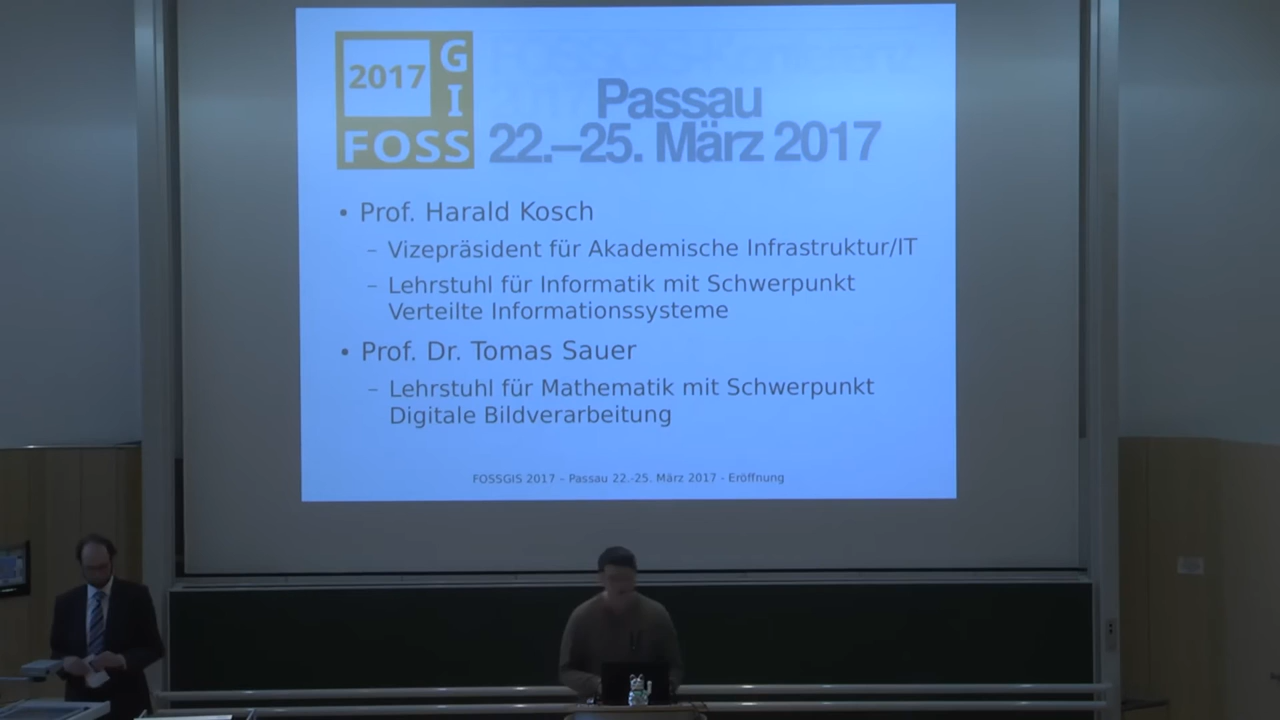 2017
G
I
FOSS
Passau
22.–25. März 2017
• Prof. Harald Kosch
– Vizepräsident für Akademische Infrastruktur/IT
– Lehrstuhl für Informatik mit Schwerpunkt
Verteilte Informationssysteme
• Prof. Dr. Tomas Sauer
– Lehrstuhl für Mathematik mit Schwerpunkt
Digitale Bildverarbeitung
FOSSGIS 2017 – Passau 22.-25. März 2017 - Eröffnung